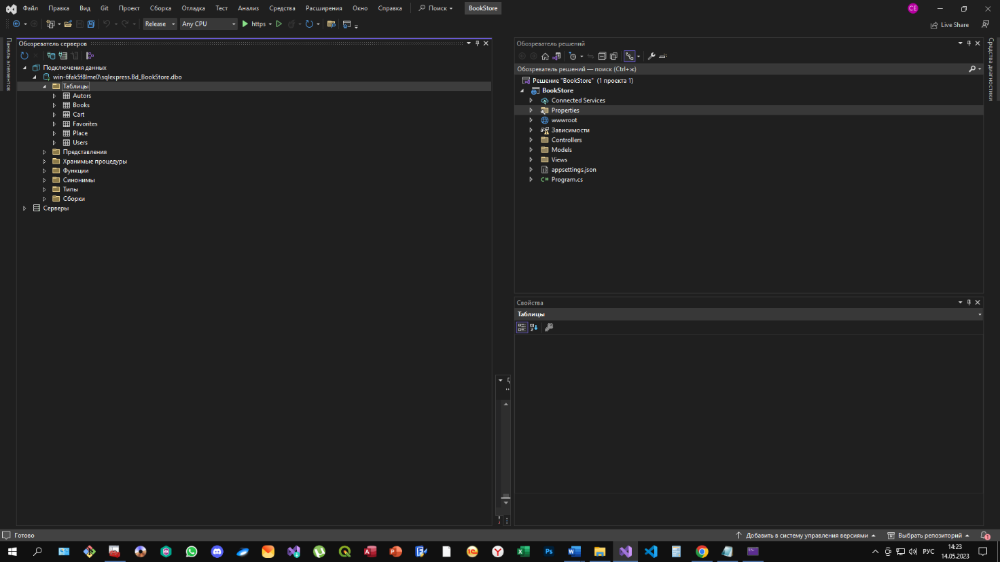 Файл Правка Вид Git Проект Сборка Отладка Тест Анализ Средства Расширения Окно Справка Поиск BookStore CE
Release Any CPU https Live Share
Панель элементов
Обозреватель серверов
Подключения данных
win-6fak5f8lme0\sqlexpress.Bd_BookStore.dbo
Таблицы
Autors
Books
Cart
Favorites
Place
Users
Представления
Хранимые процедуры
Функции
Синонимы
Типы
Сборки
Серверы
Обозреватель решений
Обозреватель решений — поиск (Ctrl+ж)
Решение "BookStore" (1 проекта 1)
BookStore
Connected Services
Properties
wwwroot
Зависимости
Controllers
Models
Views
appsettings.json
C# Program.cs
Свойства
Таблицы
Средства диагностики
Готово
Добавить в систему управления версиями Выбрать репозиторий 1
РУС 14:23
14.05.2023